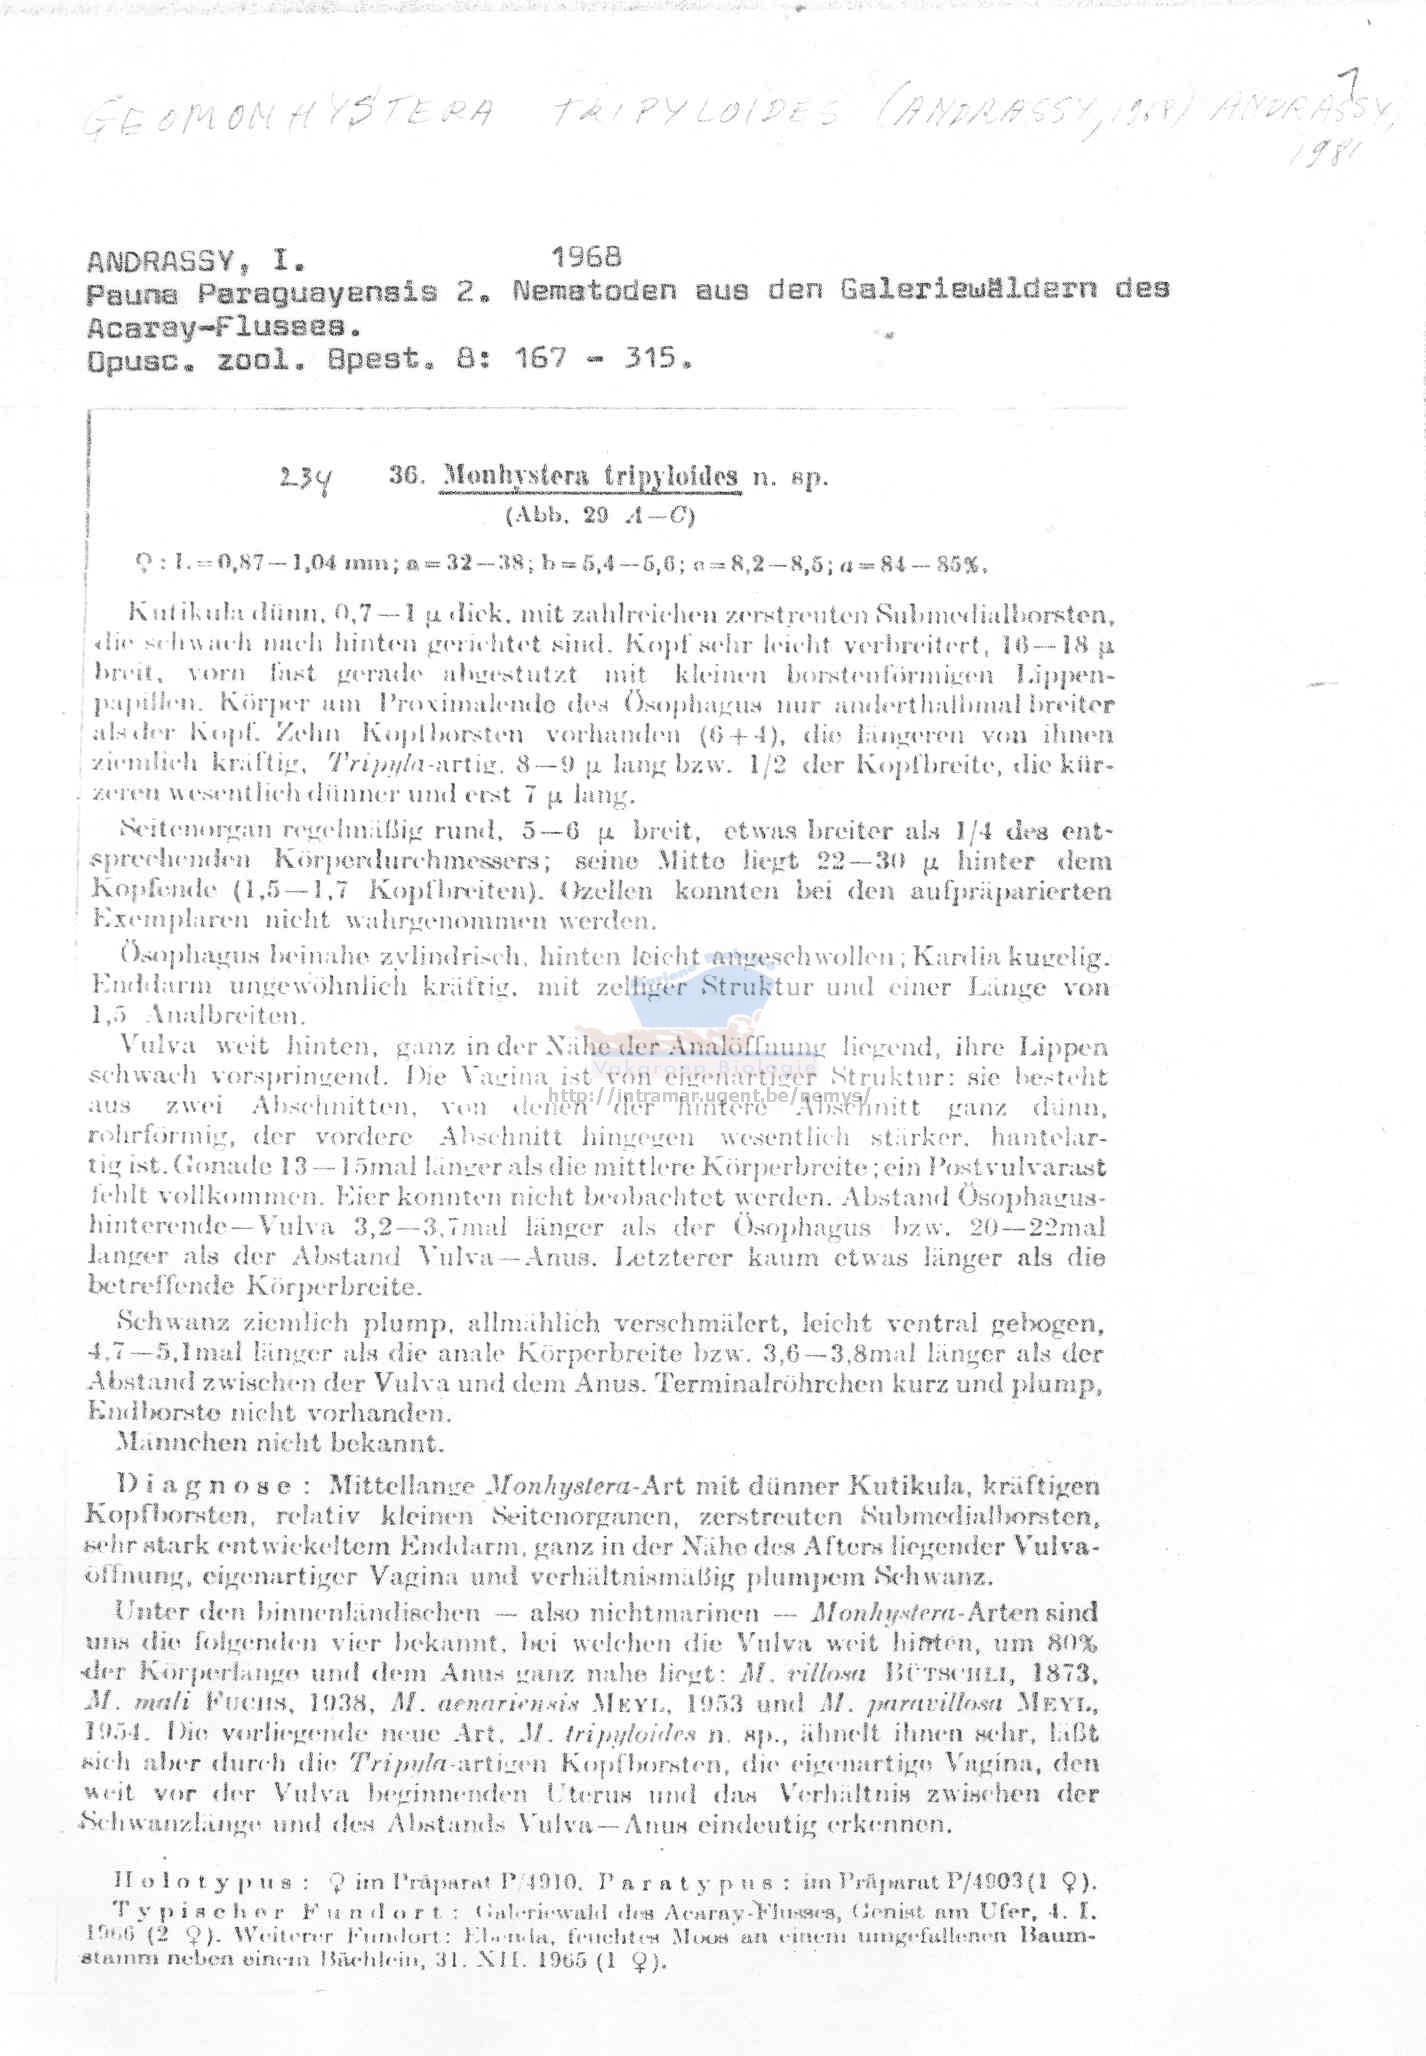 7
GEOMONHYSTERA TRIPYLOIDES (ANDRASSY, 1968) ANDRASSY,
1981
ANDRASSY, I. 1968
Fauna Paraguayensis 2. Nematoden aus den Galeriewäldern des
Acaray-Flusses.
Opusc. zool. Bpest. 8: 167 - 315.
234 36. Monhystera tripyloides n. sp.
(Abb. 29 A—C)
♀: L = 0,87—1,04 mm; a = 32—38; b = 5,4—5,6; c = 8,2—8,5; a = 84—85%.
Kutikula dünn, 0,7—1 μ dick, mit zahlreichen zerstreuten Submedialborsten,
die schwach nach hinten gerichtet sind. Kopf sehr leicht verbreitert, 16—18 μ
breit, vorn fast gerade abgestutzt mit kleinen borstenförmigen Lippen-
papillen. Körper am Proximalende des Ösophagus nur anderthalbmal breiter
als der Kopf. Zehn Kopfborsten vorhanden (6+4), die längeren von ihnen
ziemlich kräftig, Tripyla-artig, 8—9 μ lang bzw. 1/2 der Kopfbreite, die kür-
zeren wesentlich dünner und erst 7 μ lang.
Seitenorgan regelmäßig rund, 5—6 μ breit, etwas breiter als 1/4 des ent-
sprechenden Körperdurchmessers; seine Mitte liegt 22—30 μ hinter dem
Kopfende (1,5—1,7 Kopfbreiten). Ozellen konnten bei den aufpräparierten
Exemplaren nicht wahrgenommen werden.
Ösophagus beinahe zylindrisch, hinten leicht angeschwollen; Kardia kugelig.
Enddarm ungewöhnlich kräftig, mit zelliger Struktur und einer Länge von
1,5 Analbreiten.
Vulva weit hinten, ganz in der Nähe der Analöffnung liegend, ihre Lippen
Vakgroep Biologie
schwach vorspringend. Die Vagina ist von eigenartiger Struktur: sie besteht
http://intramar.ugent.be/nemys/
aus zwei Abschnitten, von denen der hintere Abschnitt ganz dünn,
rohrförmig, der vordere Abschnitt hingegen wesentlich stärker, hantelar-
tig ist. Gonade 13—15mal länger als die mittlere Körperbreite; ein Postvulvarast
fehlt vollkommen. Eier konnten nicht beobachtet werden. Abstand Ösophagus-
hinterende—Vulva 3,2—3,7mal länger als der Ösophagus bzw. 20—22mal
länger als der Abstand Vulva—Anus. Letzterer kaum etwas länger als die
betreffende Körperbreite.
Schwanz ziemlich plump, allmählich verschmälert, leicht ventral gebogen,
4,7—5,1mal länger als die anale Körperbreite bzw. 3,6—3,8mal länger als der
Abstand zwischen der Vulva und dem Anus. Terminalröhrchen kurz und plump,
Endborste nicht vorhanden.
Männchen nicht bekannt.
Diagnose: Mittellange Monhystera-Art mit dünner Kutikula, kräftigen
Kopfborsten, relativ kleinen Seitenorganen, zerstreuten Submedialborsten,
sehr stark entwickeltem Enddarm, ganz in der Nähe des Afters liegender Vulva-
öffnung, eigenartiger Vagina und verhältnismäßig plumpem Schwanz.
Unter den binnenländischen — also nichtmarinen — Monhystera-Arten sind
uns die folgenden vier bekannt, bei welchen die Vulva weit hinten, um 80%
der Körperlänge und dem Anus ganz nahe liegt: M. villosa BÜTSCHLI, 1873,
M. mali FUCHS, 1938, M. aenariensis MEYL, 1953 und M. paravillosa MEYL,
1954. Die vorliegende neue Art, M. tripyloides n. sp., ähnelt ihnen sehr, läßt
sich aber durch die Tripyla-artigen Kopfborsten, die eigenartige Vagina, den
weit vor der Vulva beginnenden Uterus und das Verhältnis zwischen der
Schwanzlänge und des Abstands Vulva—Anus eindeutig erkennen.
Holotypus: ♀ im Präparat P/4910. Paratypus: im Präparat P/4903 (1 ♀).
Typischer Fundort: Galeriewald des Acaray-Flusses, Genist am Ufer, 4. I.
1966 (2 ♀). Weiterer Fundort: Ebenda, feuchtes Moos an einem umgefallenen Baum-
stamm neben einem Bächlein, 31. XII. 1965 (1 ♀).